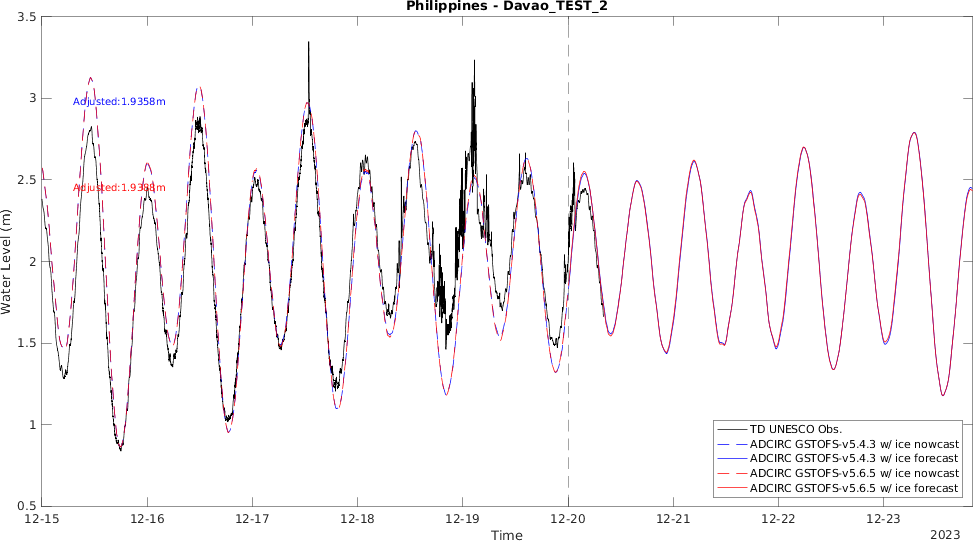 Philippines - Davao_TEST_2
3.5
3
2.5
2
1.5
1
0.5
Water Level (m)
Adjusted:1.9358m
Adjusted:1.9388m
TD UNESCO Obs.
ADCIRC GSTOFS-v5.4.3 w/ ice nowcast
ADCIRC GSTOFS-v5.4.3 w/ ice forecast
ADCIRC GSTOFS-v5.6.5 w/ ice nowcast
ADCIRC GSTOFS-v5.6.5 w/ ice forecast
12-15 12-16 12-17 12-18 12-19 12-20 12-21 12-22 12-23
Time
2023